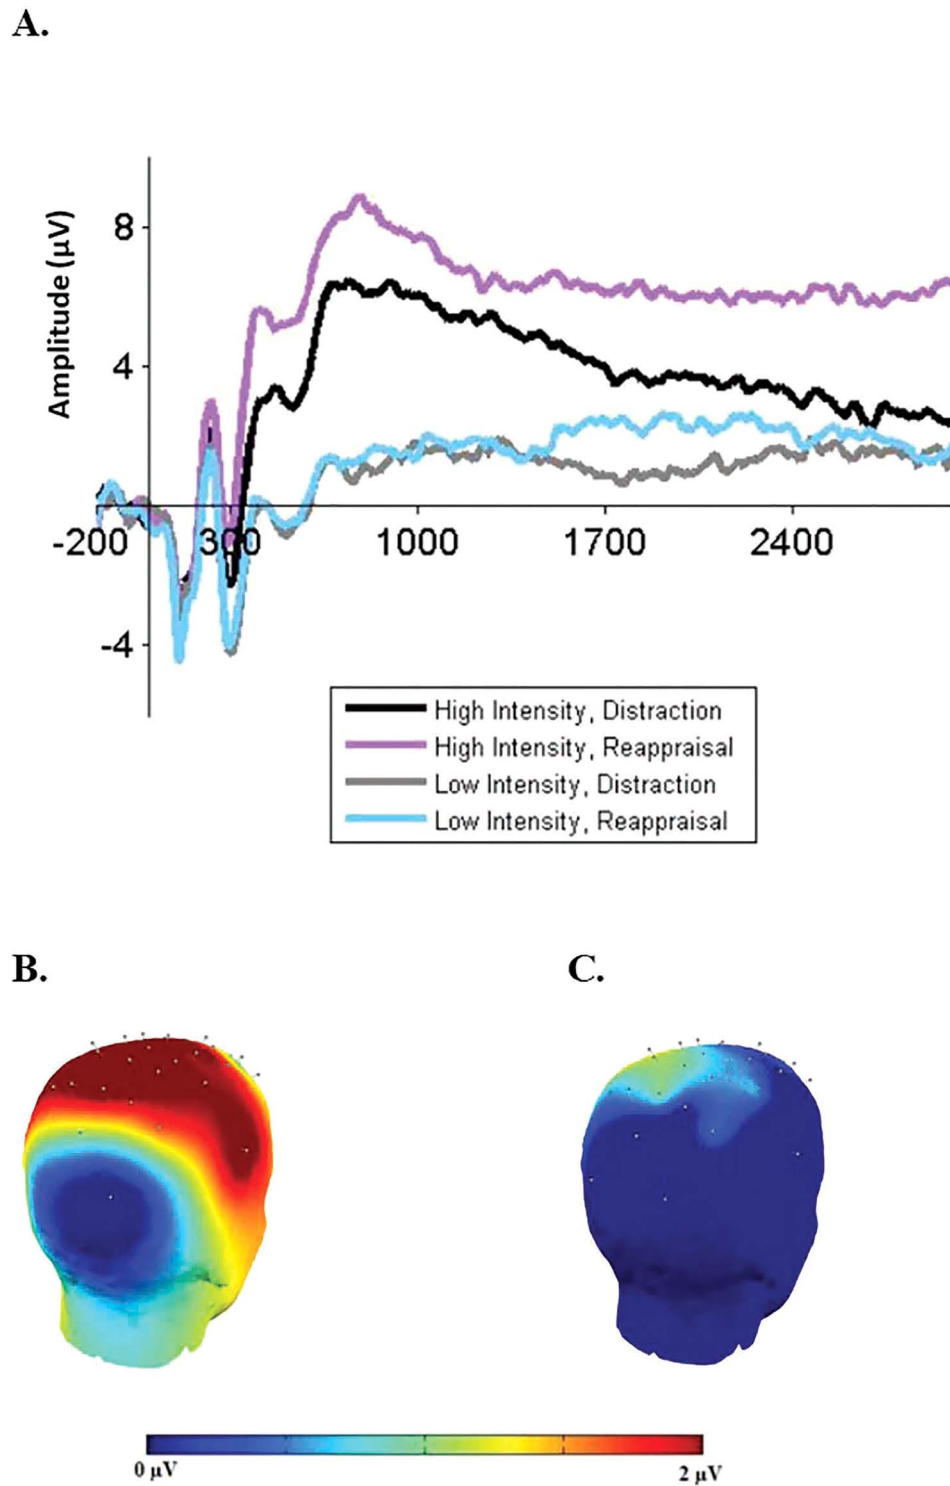 A.
Amplitude (µV)
8
4
-4
-200 300 1000 1700 2400
High Intensity, Distraction
High Intensity, Reappraisal
Low Intensity, Distraction
Low Intensity, Reappraisal
B. C.
0 µV 2 µV